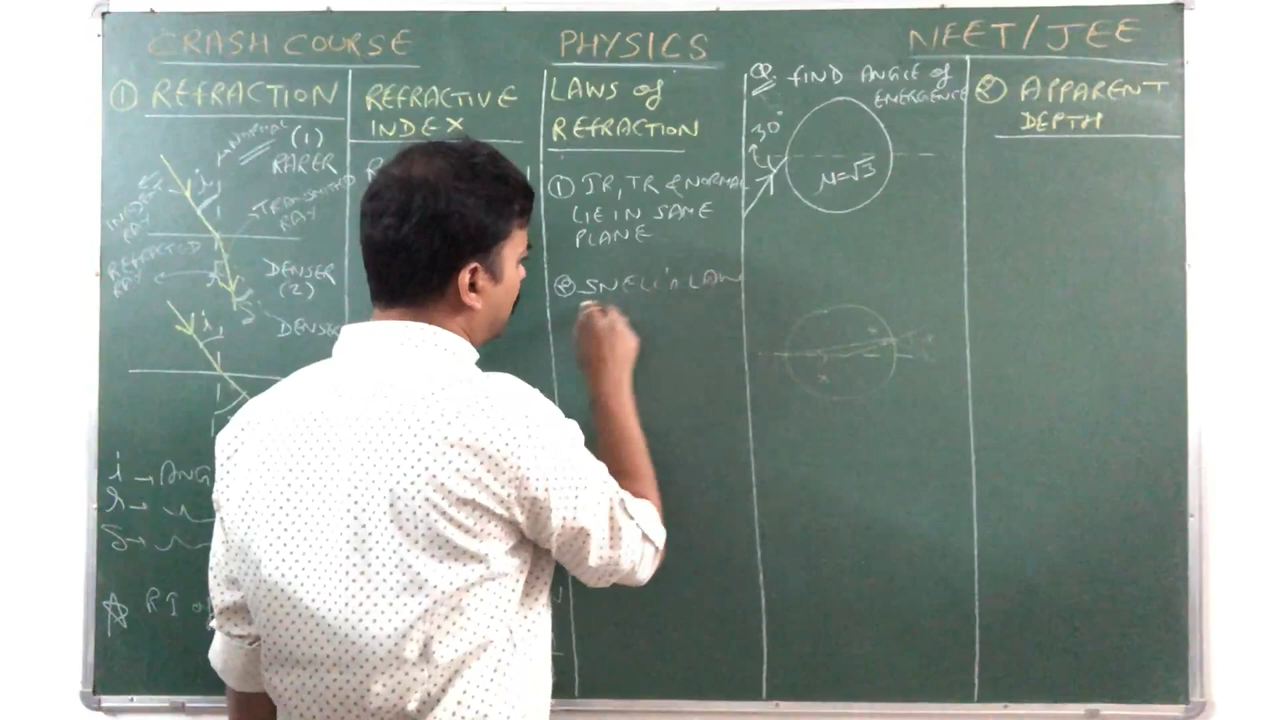 CRASH COURSE
PHYSICS
NEET/JEE
① REFRACTION
NORMAL
(1)
RARER
i
INCIDENT
RAY
TRANSMITTED
RAY
REFRACTED
RAY
DENSER
(2)
δ
i
i → ANG
r →
δ →
RI
REFRACTIVE
INDEX
LAWS of
REFRACTION
① IR, TR & NORMAL
LIE IN SAME
PLANE
② SNELL'S LAW
Q. FIND ANGLE of
EMERGENCE
30°
μ=√3
② APPARENT
DEPTH